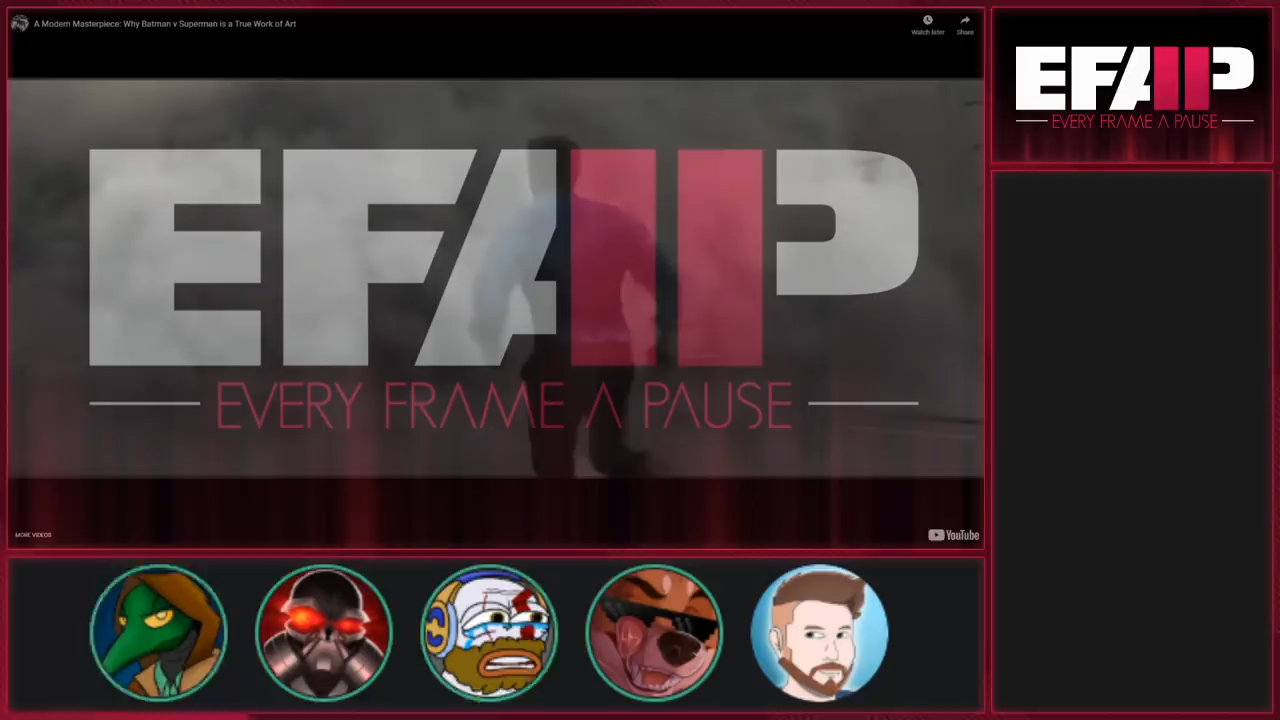 A Modern Masterpiece: Why Batman v Superman is a True Work of Art
Watch later
Share
EFAP
EVERY FRAME A PAUSE
EFAP
EVERY FRAME A PAUSE
MORE VIDEOS
YouTube